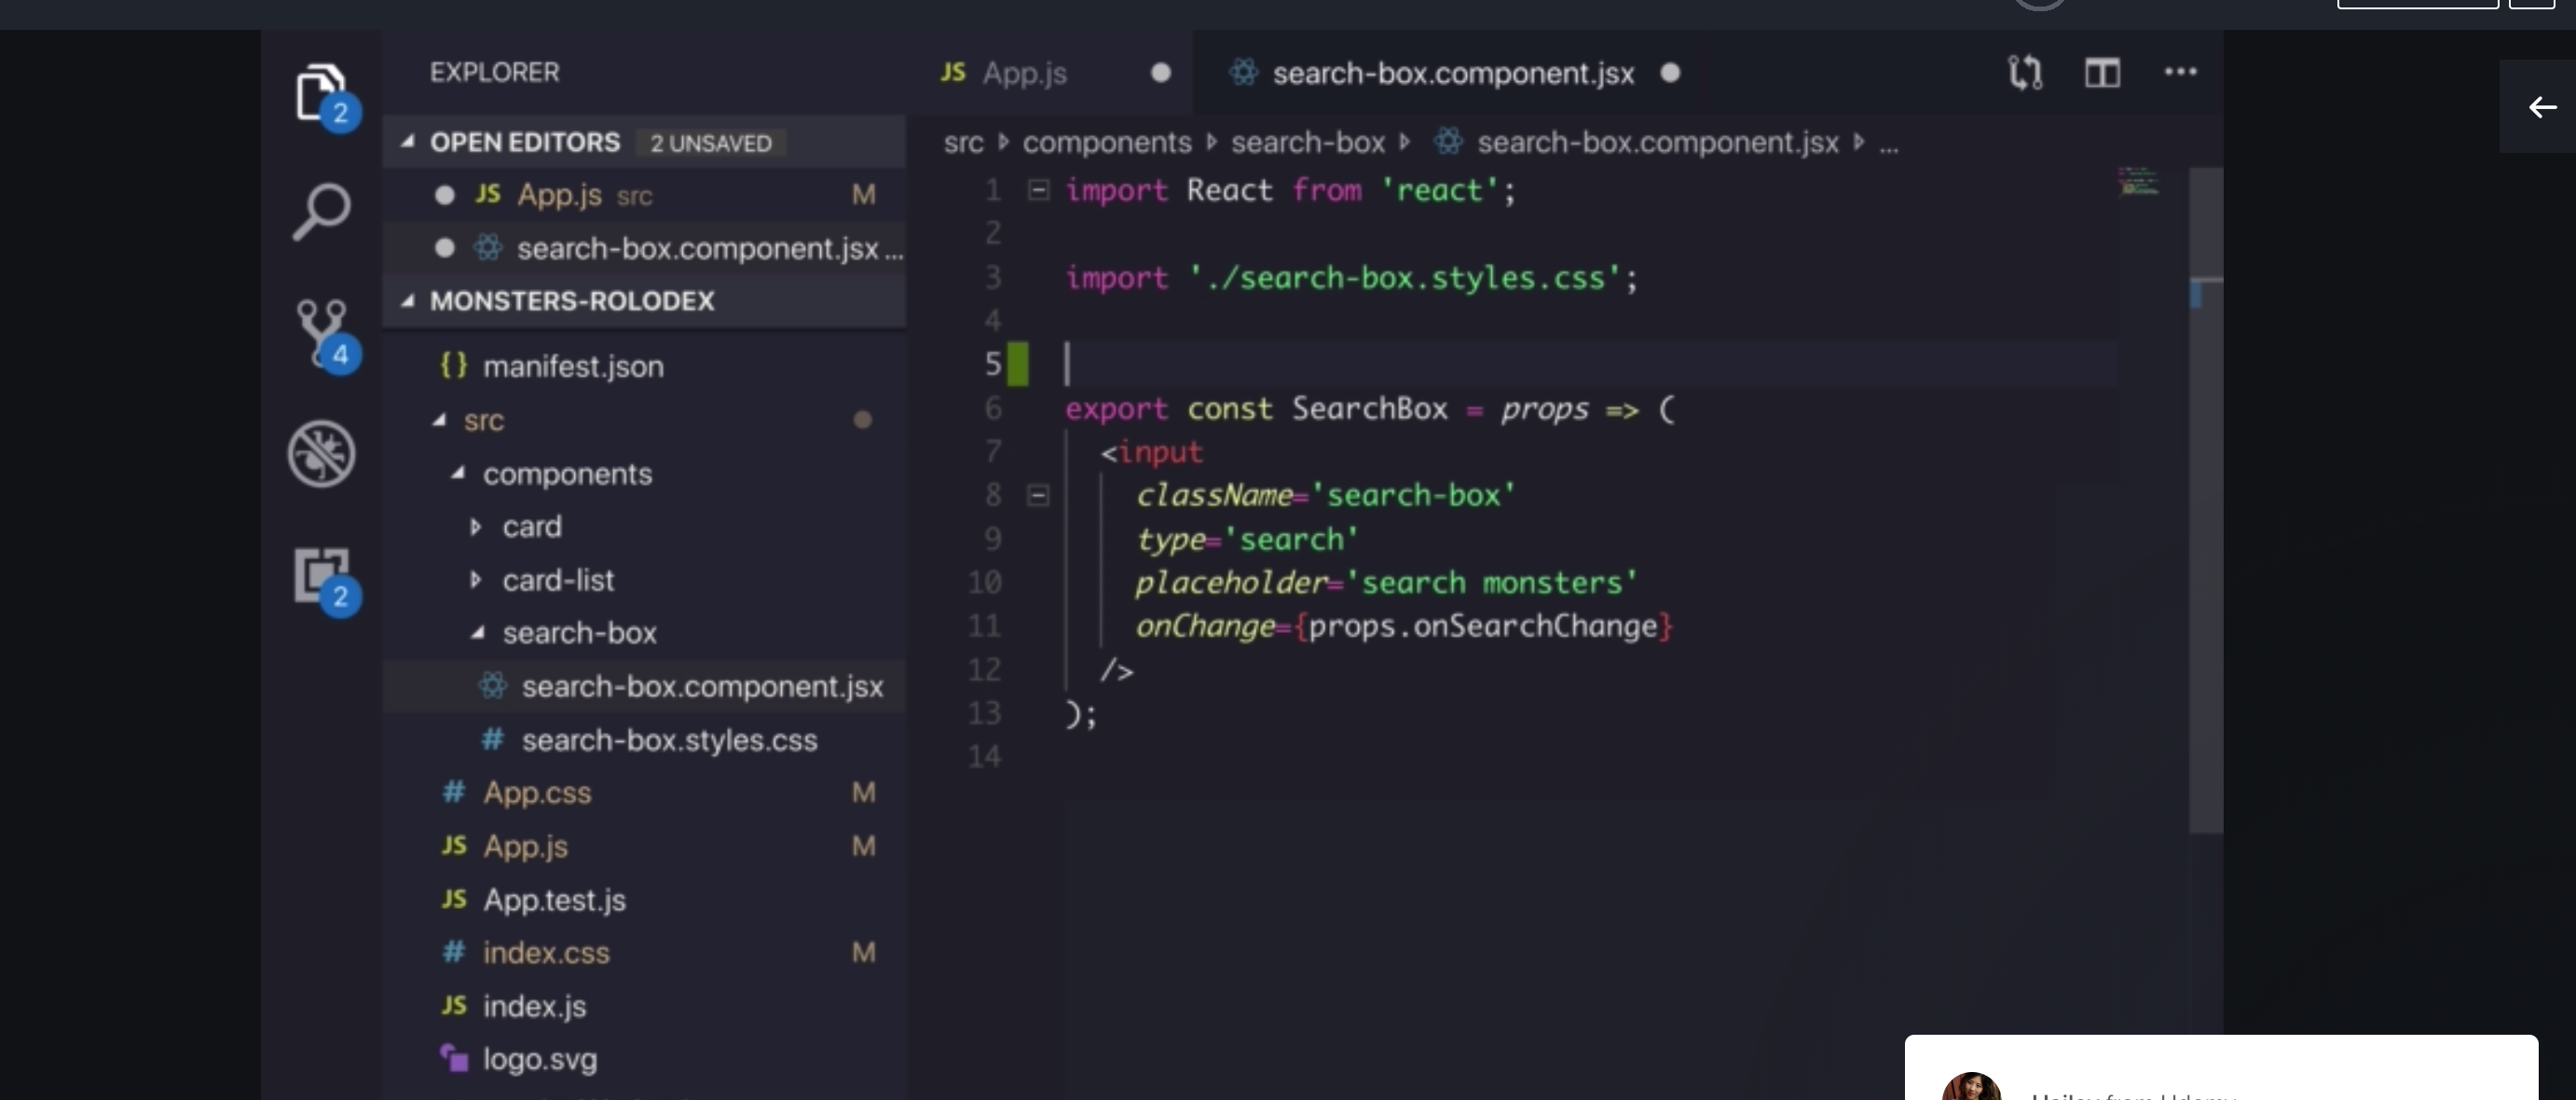 EXPLORER
OPEN EDITORS 2 UNSAVED
JS App.js src M
search-box.component.jsx ...
MONSTERS-ROLODEX
{} manifest.json
src
components
card
card-list
search-box
search-box.component.jsx
# search-box.styles.css
# App.css M
JS App.js M
JS App.test.js
# index.css M
JS index.js
logo.svg
2
4
2
JS App.js
search-box.component.jsx
src components search-box search-box.component.jsx ...
1 import React from 'react';
2
3 import './search-box.styles.css';
4
5
6 export const SearchBox = props => (
7 <input
8 className='search-box'
9 type='search'
10 placeholder='search monsters'
11 onChange={props.onSearchChange}
12 />
13 );
14